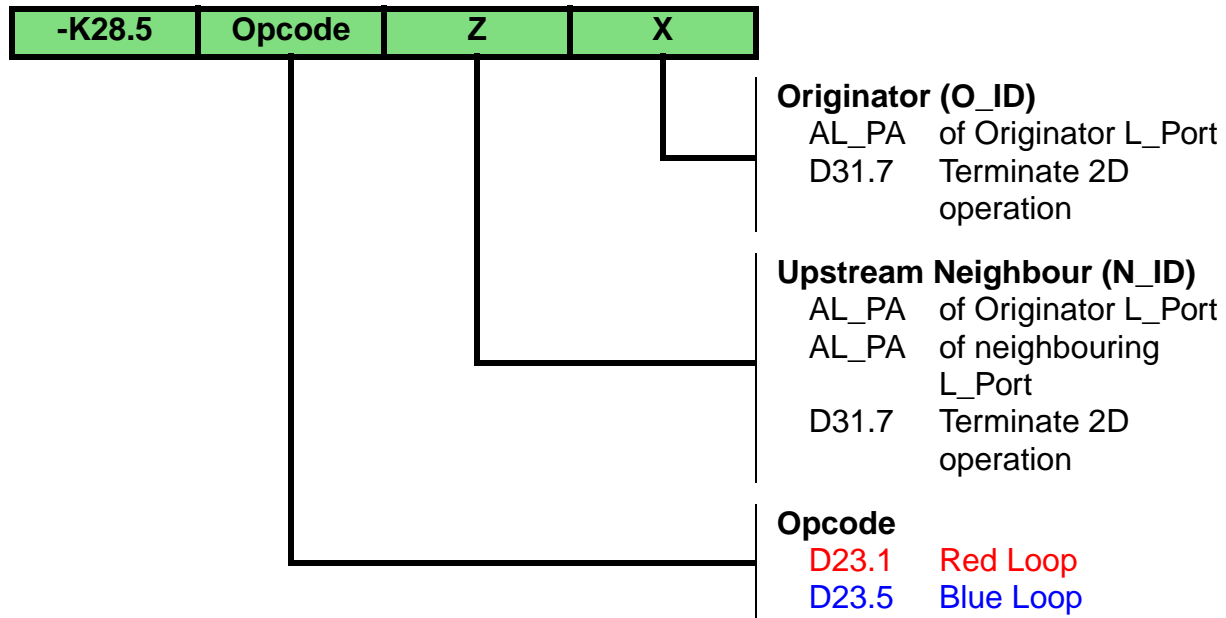 -K28.5 Opcode Z X
Originator (O_ID)
AL_PA of Originator L_Port
D31.7 Terminate 2D
operation
Upstream Neighbour (N_ID)
AL_PA of Originator L_Port
AL_PA of neighbouring
L_Port
D31.7 Terminate 2D
operation
Opcode
D23.1 Red Loop
D23.5 Blue Loop